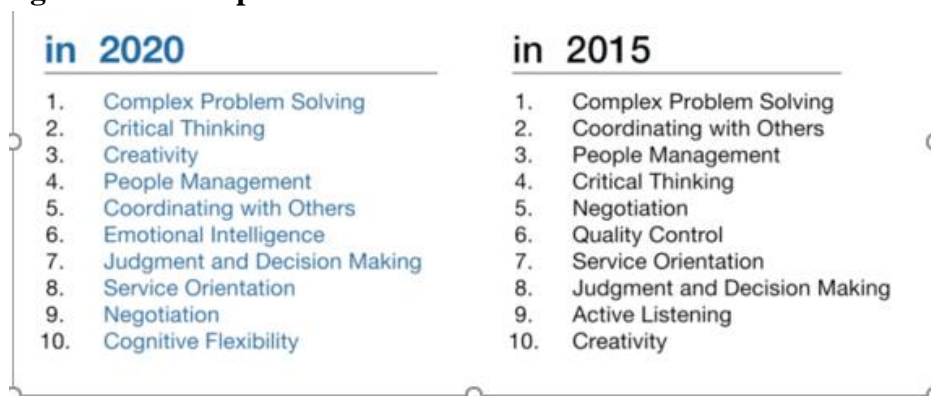 in 2020
1. Complex Problem Solving
2. Critical Thinking
3. Creativity
4. People Management
5. Coordinating with Others
6. Emotional Intelligence
7. Judgment and Decision Making
8. Service Orientation
9. Negotiation
10. Cognitive Flexibility
in 2015
1. Complex Problem Solving
2. Coordinating with Others
3. People Management
4. Critical Thinking
5. Negotiation
6. Quality Control
7. Service Orientation
8. Judgment and Decision Making
9. Active Listening
10. Creativity